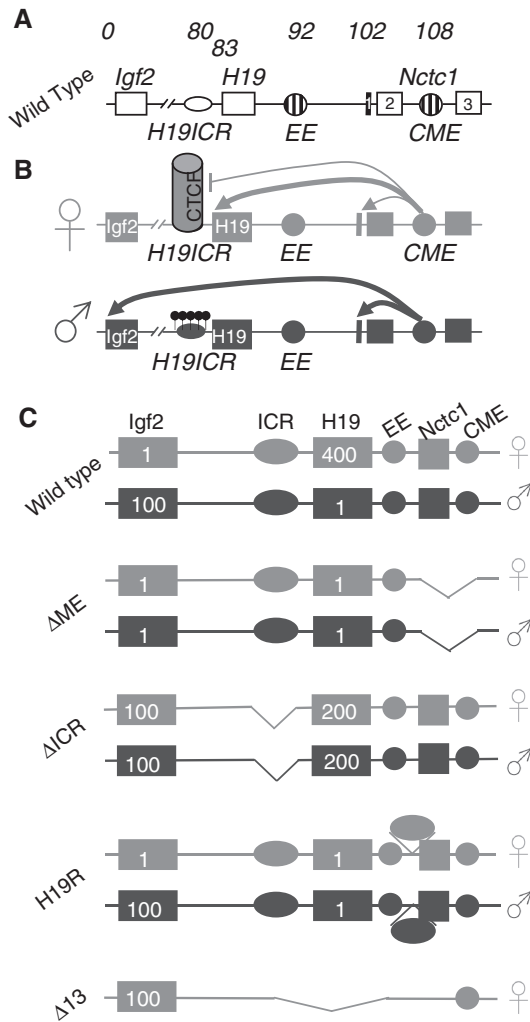 A
0 80 92 102 108
83
Igf2 H19 Nctc1
Wild Type
2 3
H19ICR EE CME
B
CTCF
Igf2 H19
H19ICR EE CME
Igf2 H19
H19ICR EE
C
Igf2 ICR H19 EE Nctc1 CME
Wild type
1 400
100 1
ΔME
1 1
1 1
ΔICR
100 200
100 200
H19R
1 1
100 1
Δ13
100